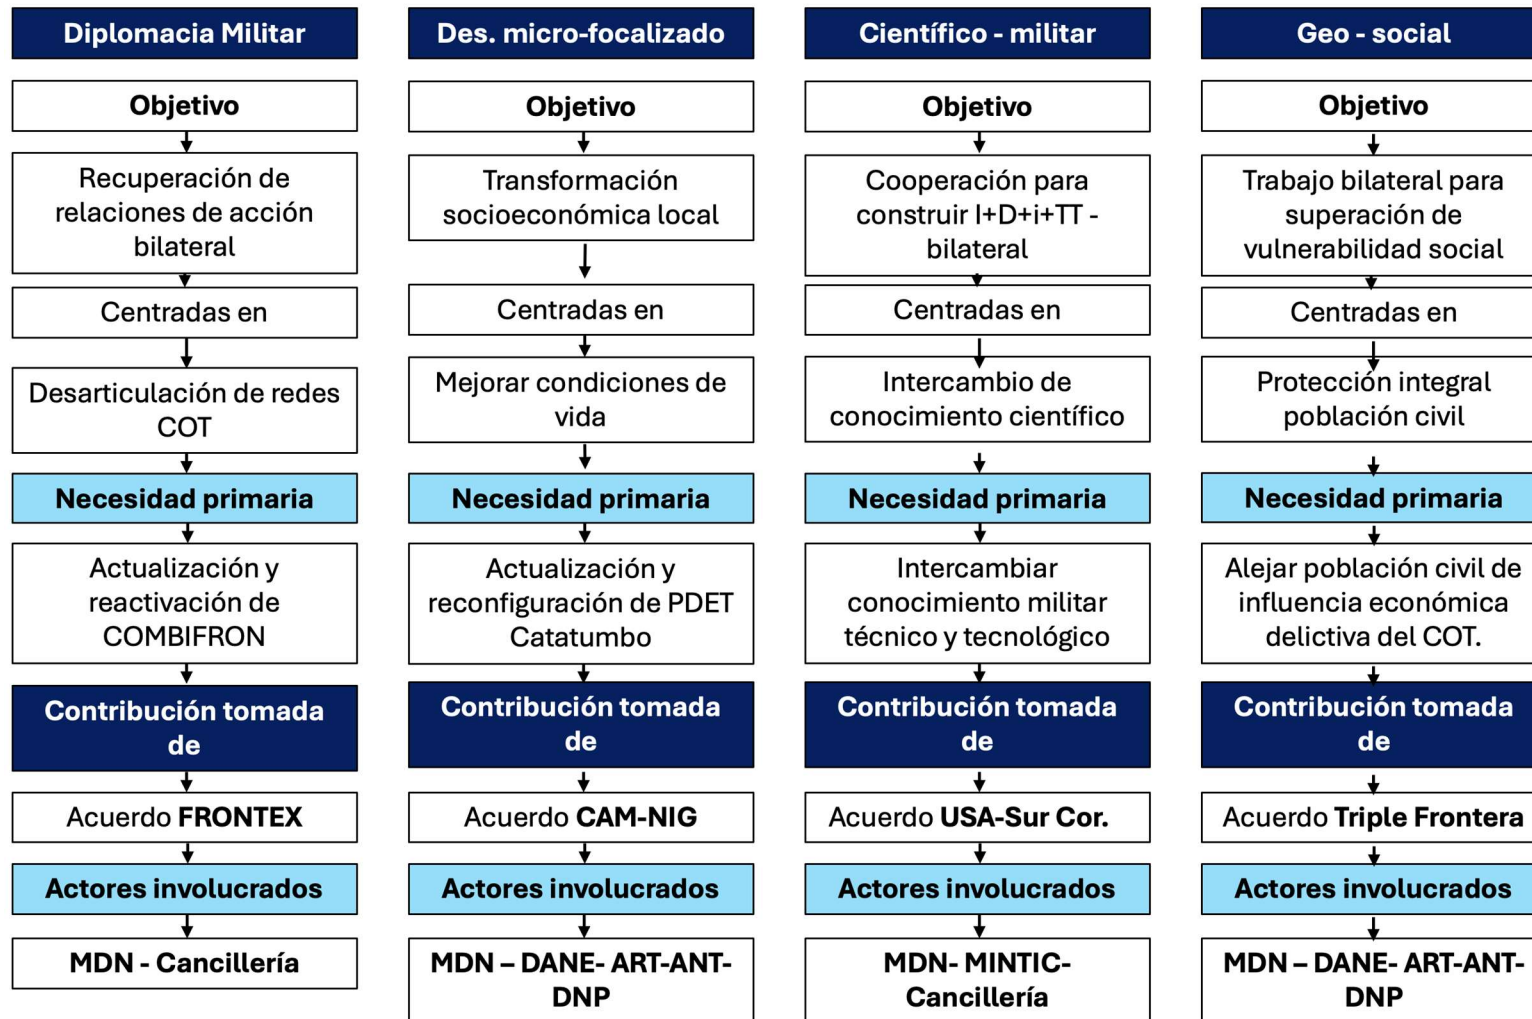 Diplomacia Militar
Objetivo
Recuperación de
relaciones de acción
bilateral
Centradas en
Desarticulación de redes
COT
Necesidad primaria
Actualización y
reactivación de
COMBIFRON
Contribución tomada
de
Acuerdo FRONTEX
Actores involucrados
MDN - Cancillería
Des. micro-focalizado
Objetivo
Transformación
socioeconómica local
Centradas en
Mejorar condiciones de
vida
Necesidad primaria
Actualización y
reconfiguración de PDET
Catatumbo
Contribución tomada
de
Acuerdo CAM-NIG
Actores involucrados
MDN – DANE- ART-ANT-
DNP
Científico - militar
Objetivo
Cooperación para
construir I+D+i+TT -
bilateral
Centradas en
Intercambio de
conocimiento científico
Necesidad primaria
Intercambiar
conocimiento militar
técnico y tecnológico
Contribución tomada
de
Acuerdo USA-Sur Cor.
Actores involucrados
MDN- MINTIC-
Cancillería
Geo - social
Objetivo
Trabajo bilateral para
superación de
vulnerabilidad social
Centradas en
Protección integral
población civil
Necesidad primaria
Alejar población civil de
influencia económica
delictiva del COT.
Contribución tomada
de
Acuerdo Triple Frontera
Actores involucrados
MDN – DANE- ART-ANT-
DNP